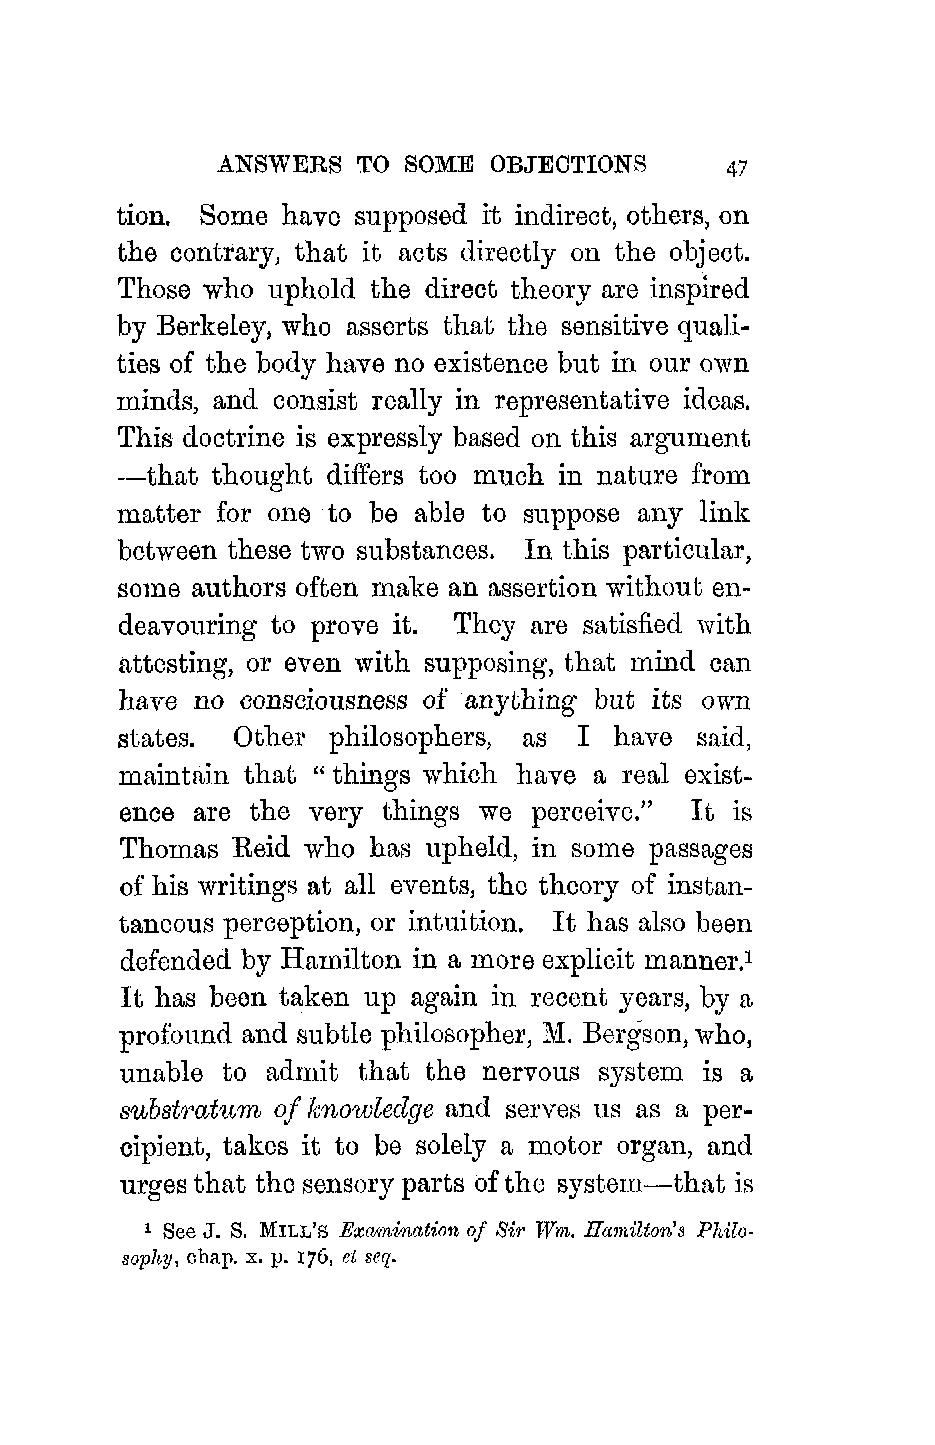 ANSWERS TO SOME OBJECTIONS 47
tion. Some have supposed it indirect, others, on
the contrary, that it acts directly on the object.
Those who uphold the direct theory are inspired
by Berkeley, who asserts that the sensitive quali-
ties of the body have no existence but in our own
minds, and consist really in representative ideas.
This doctrine is expressly based on this argument
—that thought differs too much in nature from
matter for one to be able to suppose any link
between these two substances. In this particular,
some authors often make an assertion without en-
deavouring to prove it. They are satisfied with
attesting, or even with supposing, that mind can
have no consciousness of anything but its own
states. Other philosophers, as I have said,
maintain that “ things which have a real exist-
ence are the very things we perceive.” It is
Thomas Reid who has upheld, in some passages
of his writings at all events, the theory of instan-
taneous perception, or intuition. It has also been
defended by Hamilton in a more explicit manner.¹
It has been taken up again in recent years, by a
profound and subtle philosopher, M. Bergson, who,
unable to admit that the nervous system is a
substratum of knowledge and serves us as a per-
cipient, takes it to be solely a motor organ, and
urges that the sensory parts of the system—that is
¹ See J. S. MILL’S Examination of Sir Wm. Hamilton’s Philo-
sophy, chap. x. p. 176, et seq.